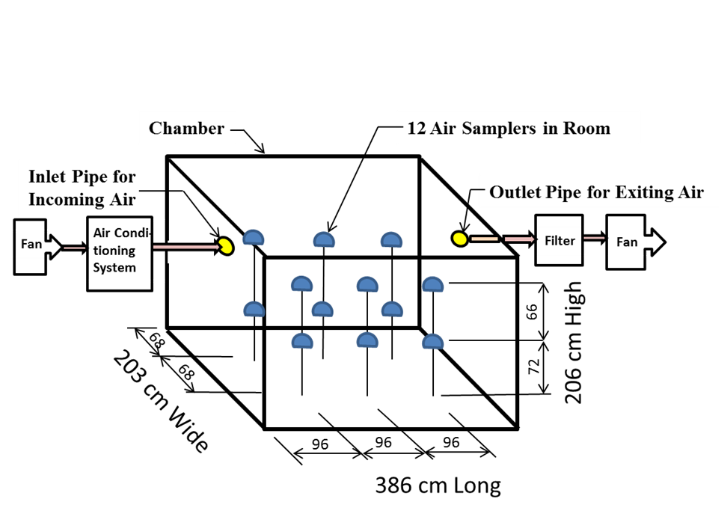 Chamber
12 Air Samplers in Room
Inlet Pipe for
Incoming Air
Outlet Pipe for Exiting Air
Fan
Air Condi-
tioning
System
Filter
Fan
66
72
206 cm High
68
68
203 cm Wide
96
96
96
386 cm Long